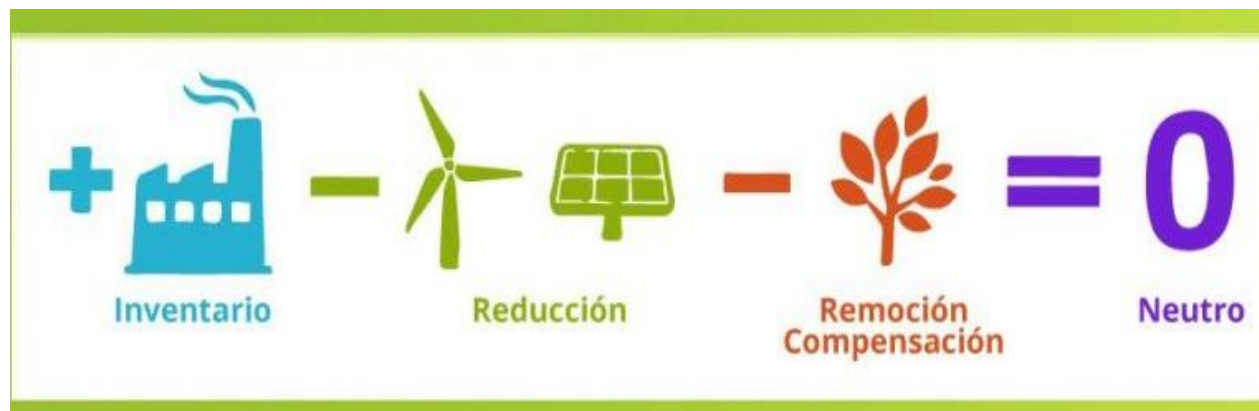 Inventario
Reducción
Remoción
Compensación
0
Neutro